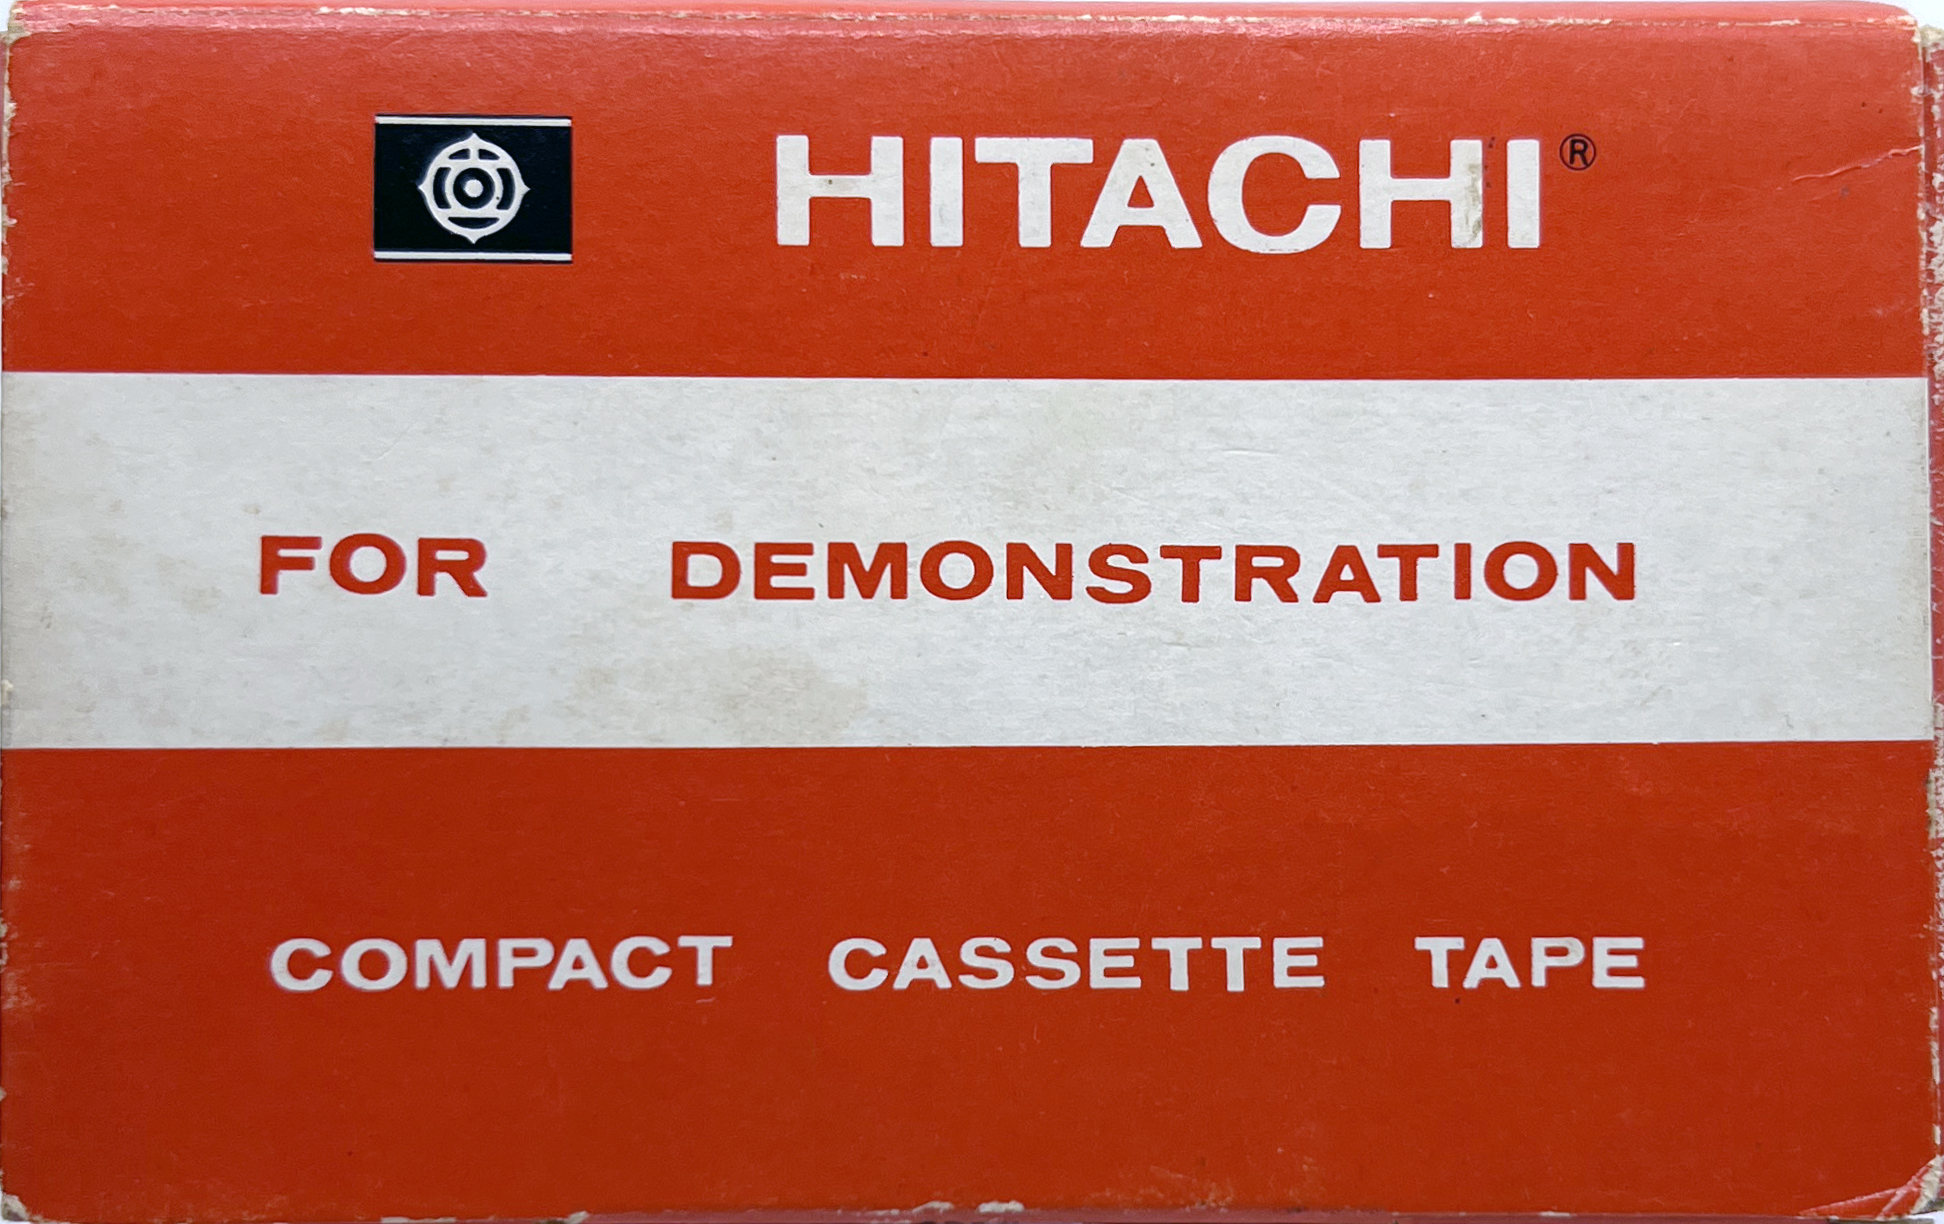 HITACHI®
FOR DEMONSTRATION
COMPACT CASSETTE TAPE